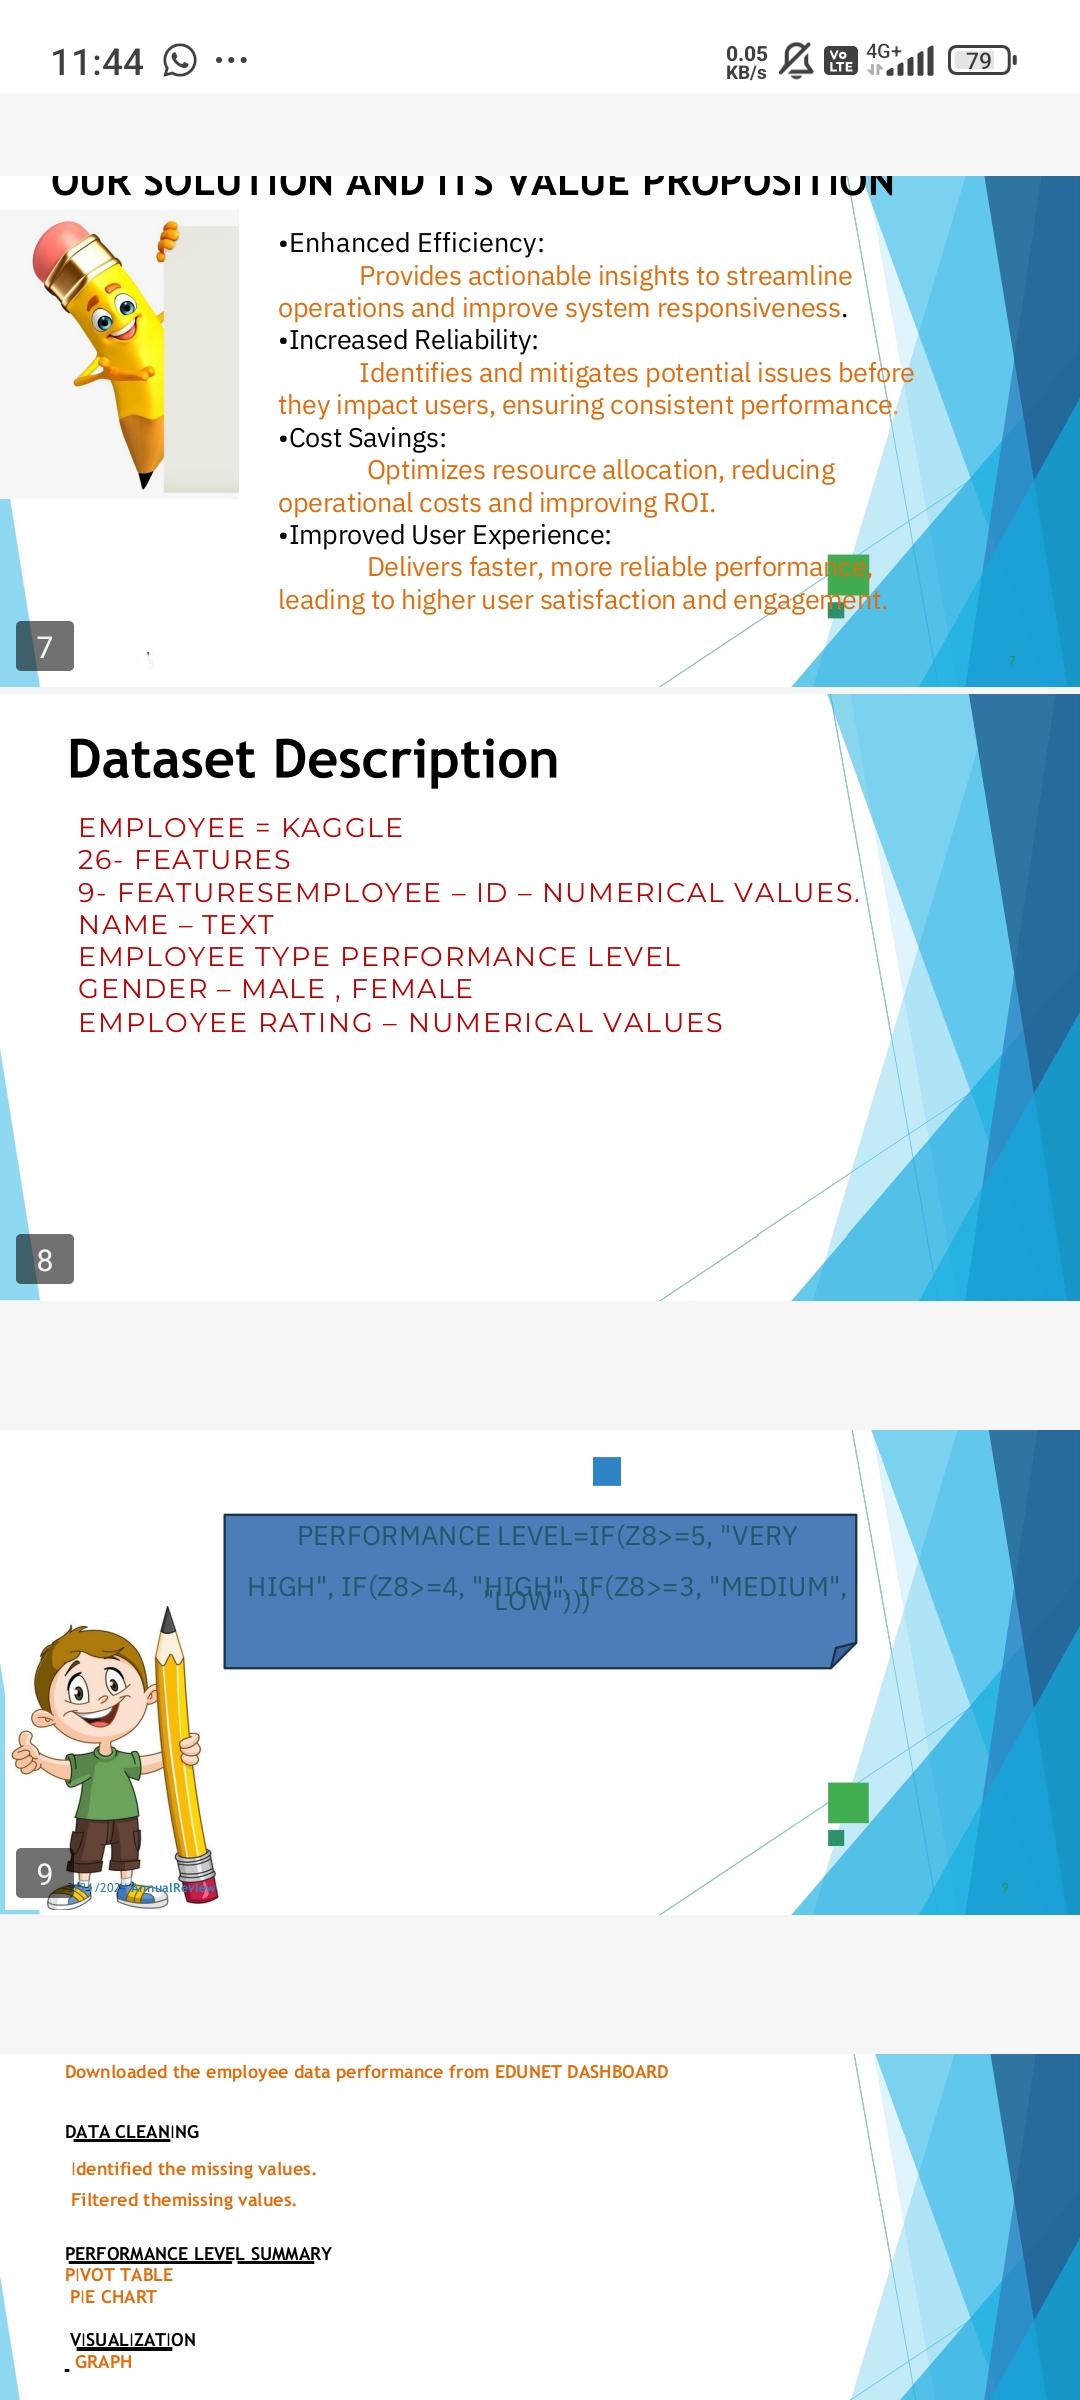 11:44 ...
0.05 KB/s Vo LTE 4G+ 79
OUR SOLUTION AND ITS VALUE PROPOSITION
•Enhanced Efficiency:
Provides actionable insights to streamline
operations and improve system responsiveness.
•Increased Reliability:
Identifies and mitigates potential issues before
they impact users, ensuring consistent performance.
•Cost Savings:
Optimizes resource allocation, reducing
operational costs and improving ROI.
•Improved User Experience:
Delivers faster, more reliable performance,
leading to higher user satisfaction and engagement.
7
7
Dataset Description
EMPLOYEE = KAGGLE
26- FEATURES
9- FEATURESEMPLOYEE – ID – NUMERICAL VALUES.
NAME – TEXT
EMPLOYEE TYPE PERFORMANCE LEVEL
GENDER – MALE , FEMALE
EMPLOYEE RATING – NUMERICAL VALUES
8
PERFORMANCE LEVEL=IF(Z8>=5, "VERY
HIGH", IF(Z8>=4, "HIGH", IF(Z8>=3, "MEDIUM",
"LOW")))
9
AnnualReview
9
Downloaded the employee data performance from EDUNET DASHBOARD
DATA CLEANING
Identified the missing values.
Filtered themissing values.
PERFORMANCE LEVEL SUMMARY
PIVOT TABLE
PIE CHART
VISUALIZATION
GRAPH